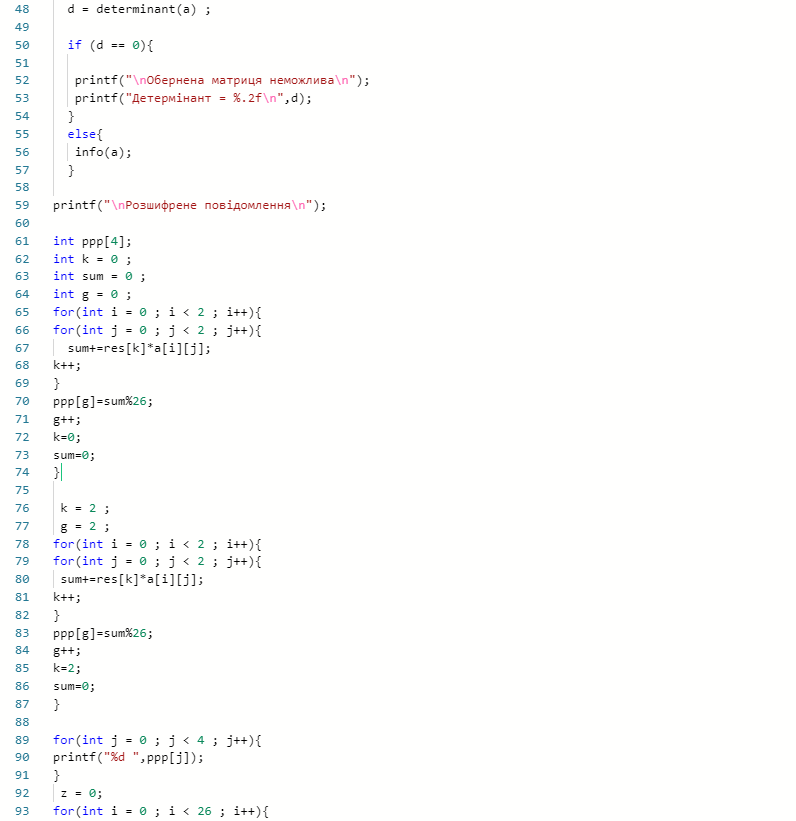 48 d = determinant(a) ;
49
50 if (d == 0){
51
52 printf("\nОбернена матриця неможлива\n");
53 printf("Детермінант = %.2f\n",d);
54 }
55 else{
56 info(a);
57 }
58
59 printf("\nРозшифрене повідомлення\n");
60
61 int ppp[4];
62 int k = 0 ;
63 int sum = 0 ;
64 int g = 0 ;
65 for(int i = 0 ; i < 2 ; i++){
66 for(int j = 0 ; j < 2 ; j++){
67 sum+=res[k]*a[i][j];
68 k++;
69 }
70 ppp[g]=sum%26;
71 g++;
72 k=0;
73 sum=0;
74 }
75
76 k = 2 ;
77 g = 2 ;
78 for(int i = 0 ; i < 2 ; i++){
79 for(int j = 0 ; j < 2 ; j++){
80 sum+=res[k]*a[i][j];
81 k++;
82 }
83 ppp[g]=sum%26;
84 g++;
85 k=2;
86 sum=0;
87 }
88
89 for(int j = 0 ; j < 4 ; j++){
90 printf("%d ",ppp[j]);
91 }
92 z = 0;
93 for(int i = 0 ; i < 26 ; i++){